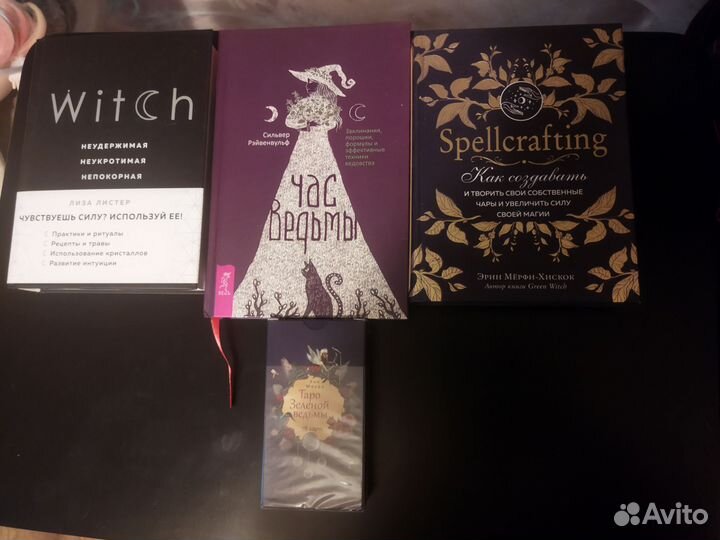 Witch
НЕУДЕРЖИМАЯ
НЕУКРОТИМАЯ
НЕПОКОРНАЯ
ЛИЗА ЛИСТЕР
ЧУВСТВУЕШЬ СИЛУ? ИСПОЛЬЗУЙ ЕЕ!
Практики и ритуалы
Рецепты и травы
Использование кристаллов
Развитие интуиции
Сильвер
Рэйвенвульф
Заклинания,
порошки,
формулы и
эффективные
техники
ведовства
ЧАС
ВЕДЬМЫ
Spellcrafting
Как создавать
И ТВОРИТЬ СВОИ СОБСТВЕННЫЕ
ЧАРЫ И УВЕЛИЧИТЬ СИЛУ
СВОЕЙ МАГИИ
ЭРИН МЁРФИ-ХИСКОК
Автор книги Green Witch
Таро
Зеленой
ведьмы
Avito